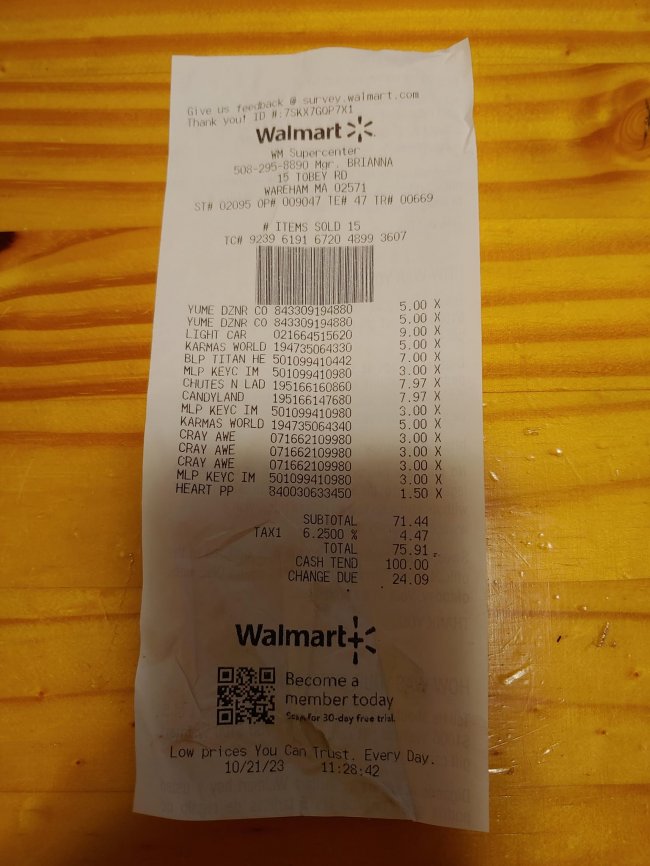 Give us feedback @ survey.walmart.com
Thank you! ID #:7SKX7GQP7X1
Walmart
WM Supercenter
508-295-8890 Mgr. BRIANNA
15 TOBEY RD
WAREHAM MA 02571
ST# 02095 OP# 009047 TE# 47 TR# 00669
# ITEMS SOLD 15
TC# 9239 6191 6720 4899 3607
YUME DZNR CO 843309194880 5.00 X
YUME DZNR CO 843309194880 5.00 X
LIGHT CAR 021664515620 9.00 X
KARMAS WORLD 194735064330 5.00 X
BLP TITAN HE 501099410442 7.00 X
MLP KEYC IM 501099410980 3.00 X
CHUTES N LAD 195166160860 7.97 X
CANDYLAND 195166147680 7.97 X
MLP KEYC IM 501099410980 3.00 X
KARMAS WORLD 194735064340 5.00 X
CRAY AWE 071662109980 3.00 X
CRAY AWE 071662109980 3.00 X
CRAY AWE 071662109980 3.00 X
MLP KEYC IM 501099410980 3.00 X
HEART PP 840030633450 1.50 X
SUBTOTAL 71.44
TAX1 6.2500 % 4.47
TOTAL 75.91
CASH TEND 100.00
CHANGE DUE 24.09
Walmart+
Become a
member today
Scan for 30-day free trial.
Low prices You Can Trust. Every Day.
10/21/23 11:28:42